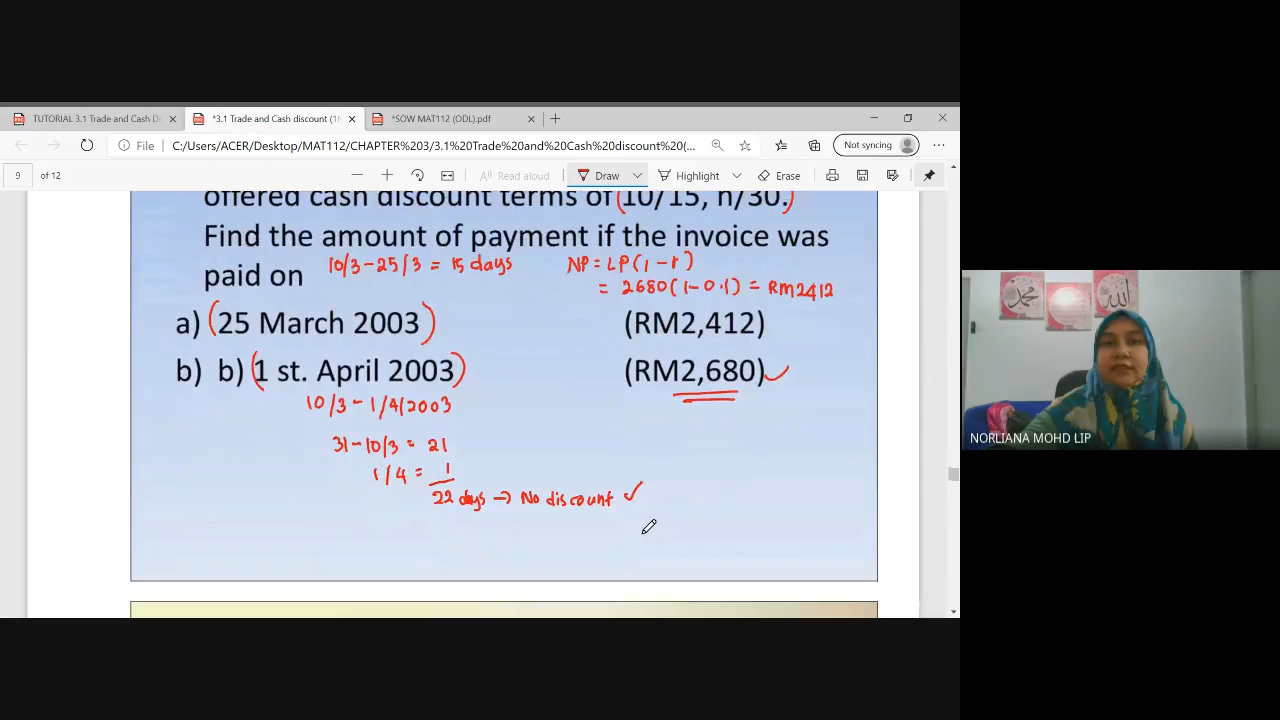 TUTORIAL 3.1 Trade and Cash D
*3.1 Trade and Cash discount (1
*SOW MAT112 (ODL).pdf
File C:/Users/ACER/Desktop/MAT112/CHAPTER%203/3.1%20Trade%20and%20Cash%20discount%20(... Not syncing
9 of 12 Read aloud Draw Highlight Erase
offered cash discount terms of (10/15, n/30.)
Find the amount of payment if the invoice was
paid on
10/3 - 25/3 = 15 days
NP = LP(1 - r)
= 2680(1 - 0.1) = RM2412
a) (25 March 2003) (RM2,412)
b) b) (1 st. April 2003) (RM2,680)
10/3 - 1/4/2003
31 - 10/3 = 21
1/4 = 1
22 days → No discount ✓
NORLIANA MOHD LIP